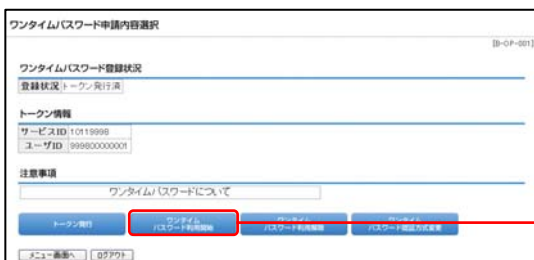 ワンタイムパスワード申請内容選択
[B-OP-001]
ワンタイムパスワード登録状況
登録状況 トークン発行済
トークン情報
サービスID 10119998
ユーザID 999800000001
注意事項
ワンタイムパスワードについて
トークン発行
ワンタイム
パスワード利用開始
ワンタイム
パスワード利用解除
ワンタイム
パスワード認証方式変更
メニュー画面へ ログアウト